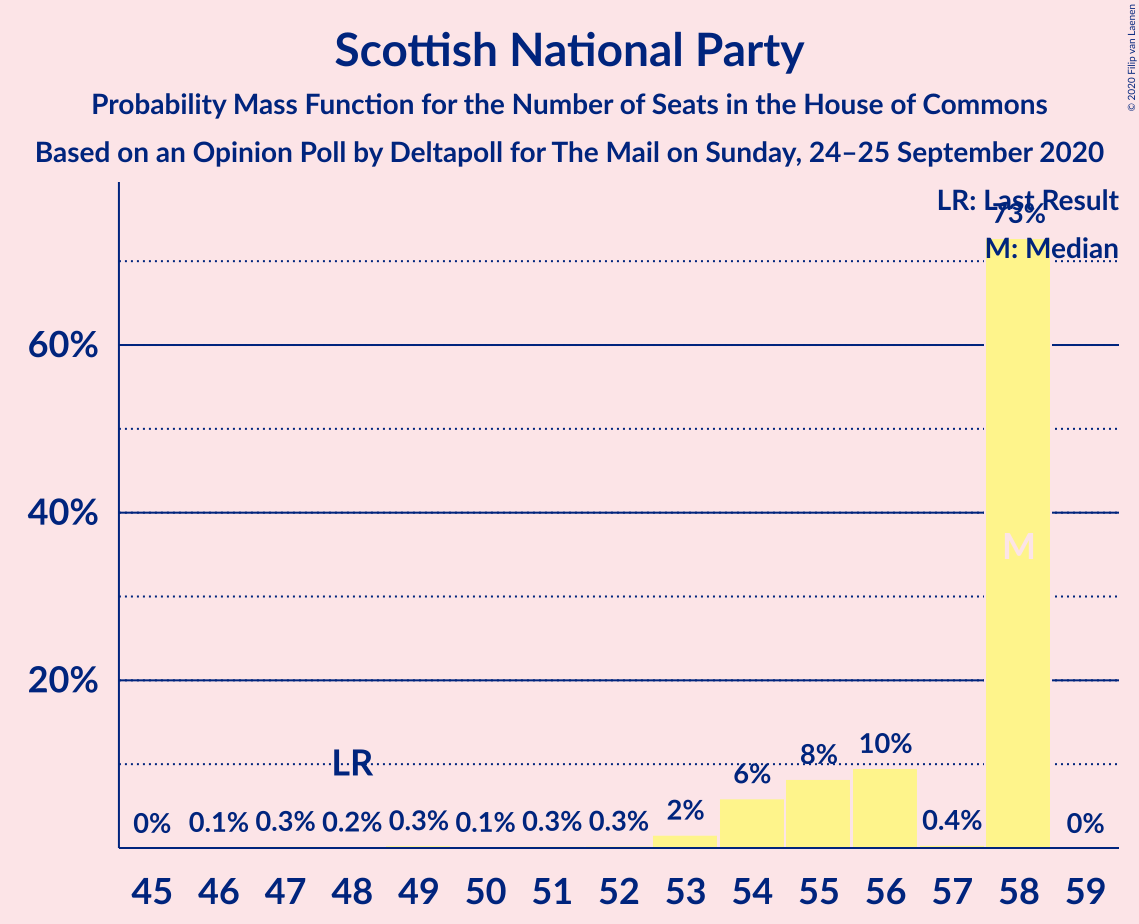 Scottish National Party
Probability Mass Function for the Number of Seats in the House of Commons
Based on an Opinion Poll by Deltapoll for The Mail on Sunday, 24–25 September 2020
© 2020 Filip van Laenen
LR: Last Result
73%
M: Median
60%
M
40%
20%
LR
0% 0.1% 0.3% 0.2% 0.3% 0.1% 0.3% 0.3% 2% 6% 8% 10% 0.4% 0%
45 46 47 48 49 50 51 52 53 54 55 56 57 58 59